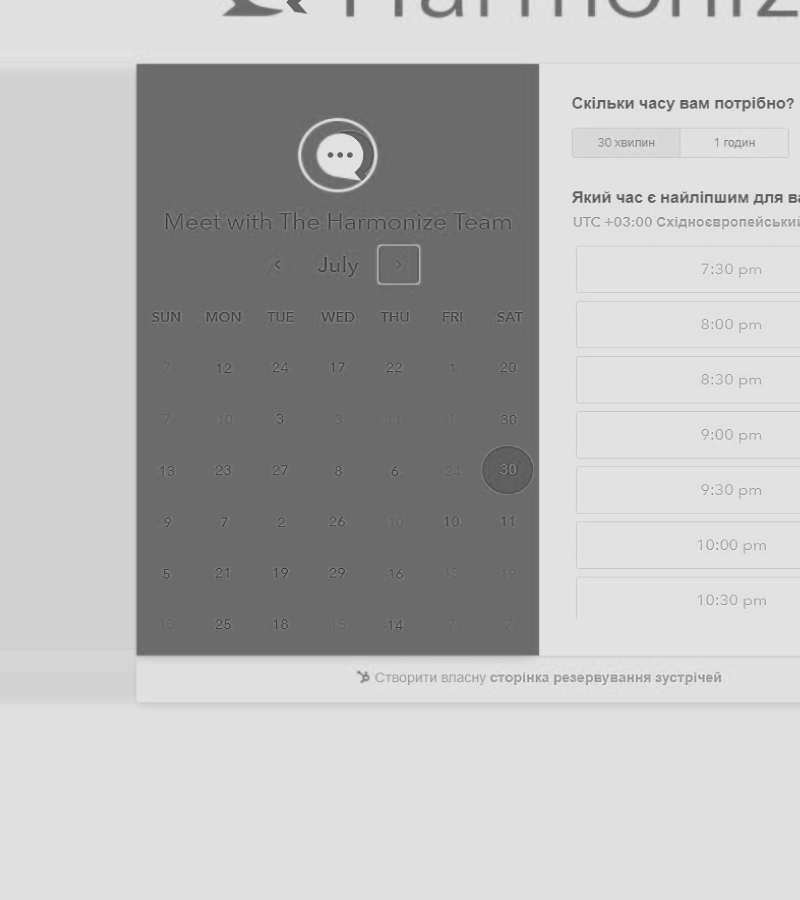 Harmoniz
Meet with The Harmonize Team
July
SUN MON TUE WED THU FRI SAT
7 12 24 17 22 1 20
7 10 3 3 11 1 30
13 23 27 8 6 24 30
9 7 2 26 10 10 11
5 21 19 29 16 13 19
13 25 18 15 14 7 7
Скільки часу вам потрібно?
30 хвилин 1 годин
Який час є найліпшим для ва
UTC +03:00 Східноєвропейський
7:30 pm
8:00 pm
8:30 pm
9:00 pm
9:30 pm
10:00 pm
10:30 pm
Створити власну сторінка резервування зустрічей